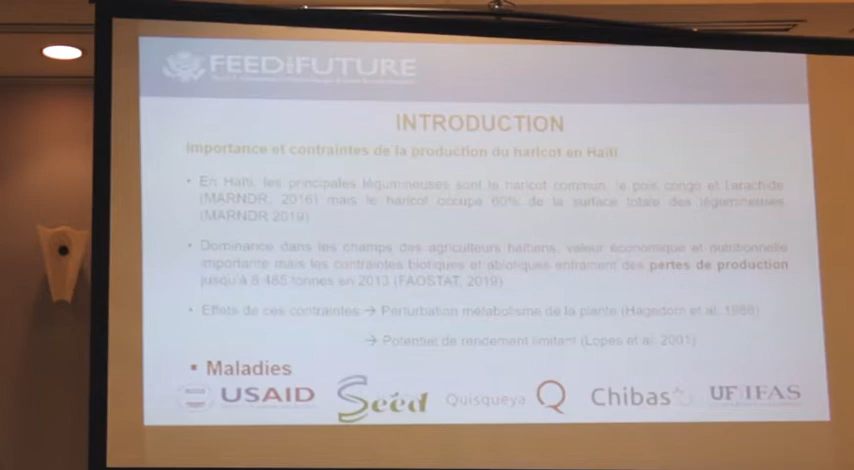 FEED THE FUTURE
INTRODUCTION
Importance et contraintes de la production du haricot en Haïti
• En Haïti, les principales légumineuses sont le haricot commun, le pois congo et l'arachide
(MARNDR, 2016) mais le haricot occupe 60% de la surface totale des légumineuses
(MARNDR 2019)
• Dominance dans les champs des agriculteurs haïtiens, valeur économique et nutritionnelle
importante mais les contraintes biotiques et abiotiques entraînent des pertes de production
jusqu'à 8 485 tonnes en 2013 (FAOSTAT, 2019)
• Effets de ces contraintes → Perturbation métabolisme de la plante (Hagedorn et al. 1986)
→ Potentiel de rendement limitant (Lopes et al. 2001)
▪ Maladies
USAID Seed Quisqueya Q Chibas UF IFAS